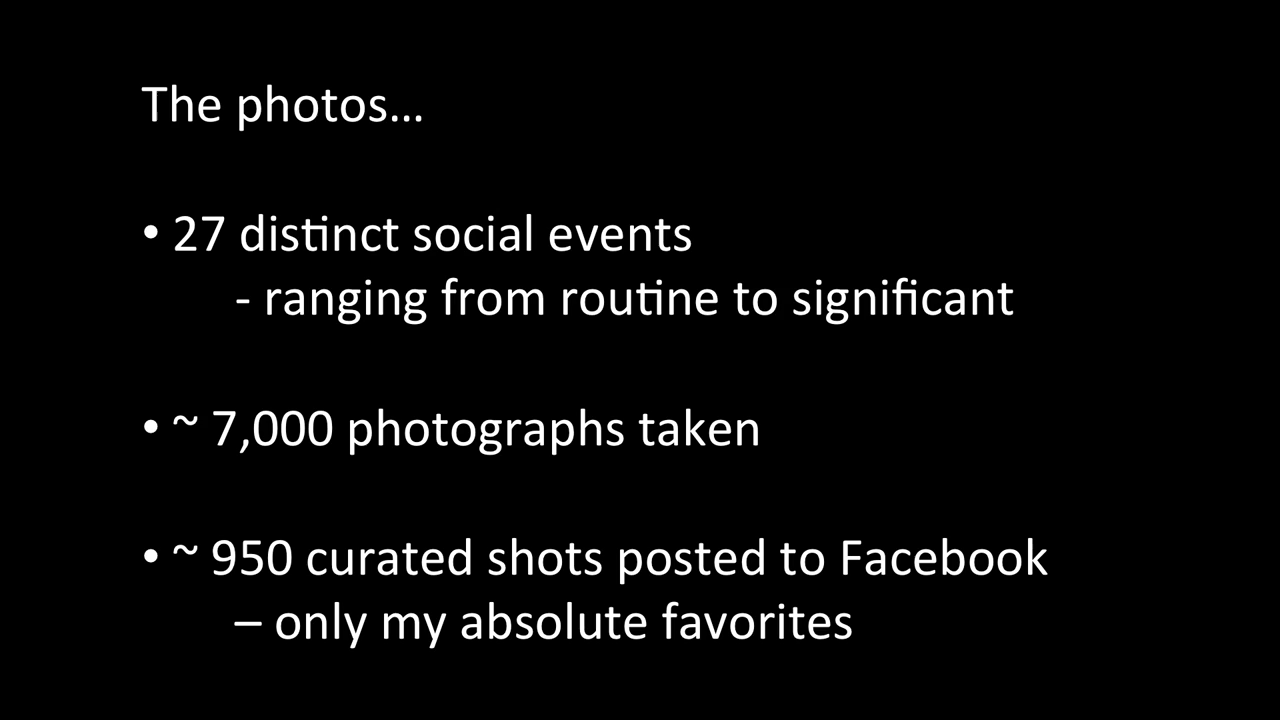 The photos...
• 27 distinct social events
- ranging from routine to significant
• ~ 7,000 photographs taken
• ~ 950 curated shots posted to Facebook
– only my absolute favorites